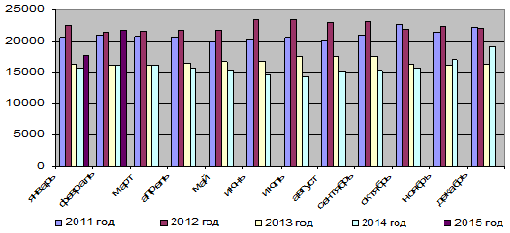 25000
20000
15000
10000
5000
0
январь
февраль
март
апрель
май
июнь
июль
август
сентябрь
октябрь
ноябрь
декабрь
2011 год 2012 год 2013 год 2014 год 2015 год